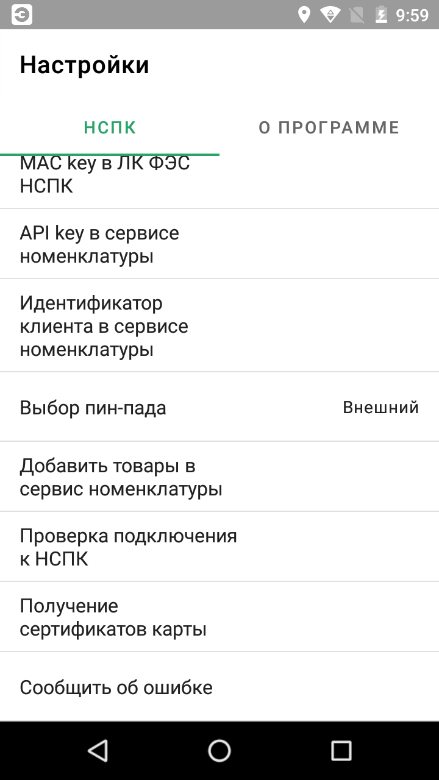 9:59
Настройки
НСПК
О ПРОГРАММЕ
MAC key в ЛК ФЭС
НСПК
API key в сервисе
номенклатуры
Идентификатор
клиента в сервисе
номенклатуры
Выбор пин-пада
Внешний
Добавить товары в
сервис номенклатуры
Проверка подключения
к НСПК
Получение
сертификатов карты
Сообщить об ошибке